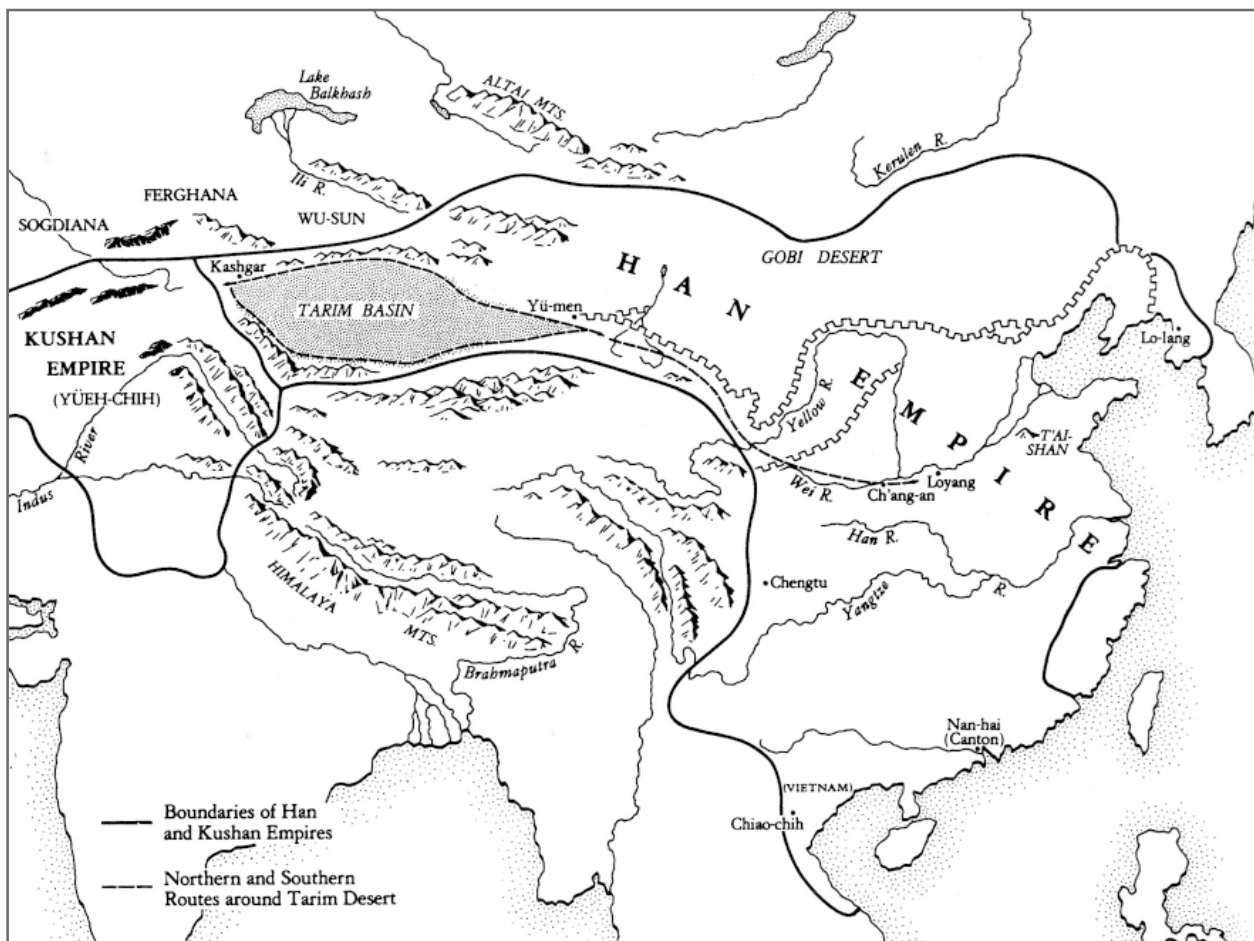 Lake
Balkhash
ALTAI MTS.
Kerulen R.
Ili R.
FERGHANA
SOGDIANA
WU-SUN
HAN
GOBI DESERT
Kashgar
TARIM BASIN
Yü-men
KUSHAN
EMPIRE
(YÜEH-CHIH)
Lo-lang
EMPIRE
Yellow R.
T'AI-
SHAN
River
Indus
Wei R.
Ch'ang-an
Loyang
Han R.
HIMALAYA
MTS.
Chengtu
Yangtze
R.
Brahmaputra
R.
Nan-hai
(Canton)
(VIETNAM)
Chiao-chih
Boundaries of Han
and Kushan Empires
Northern and Southern
Routes around Tarim Desert